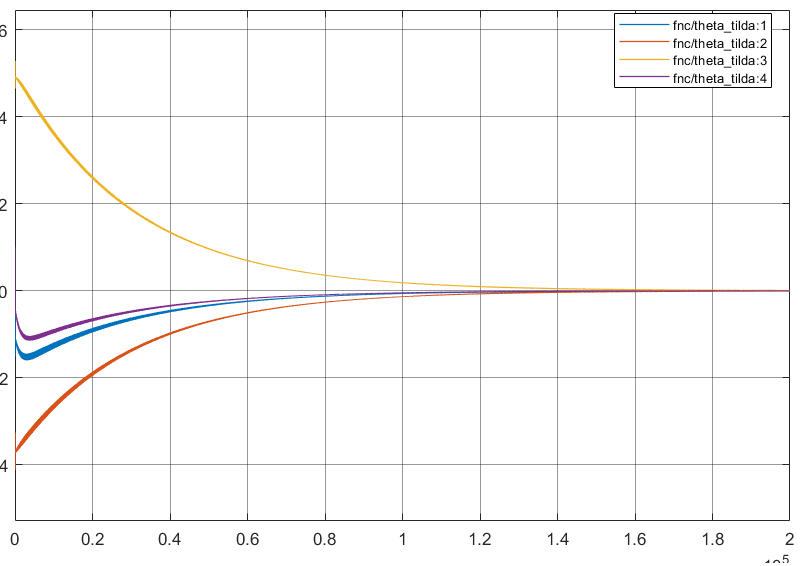 fnc/theta_tilda:1
fnc/theta_tilda:2
fnc/theta_tilda:3
fnc/theta_tilda:4
6
4
2
0
2
4
0 0.2 0.4 0.6 0.8 1 1.2 1.4 1.6 1.8 2